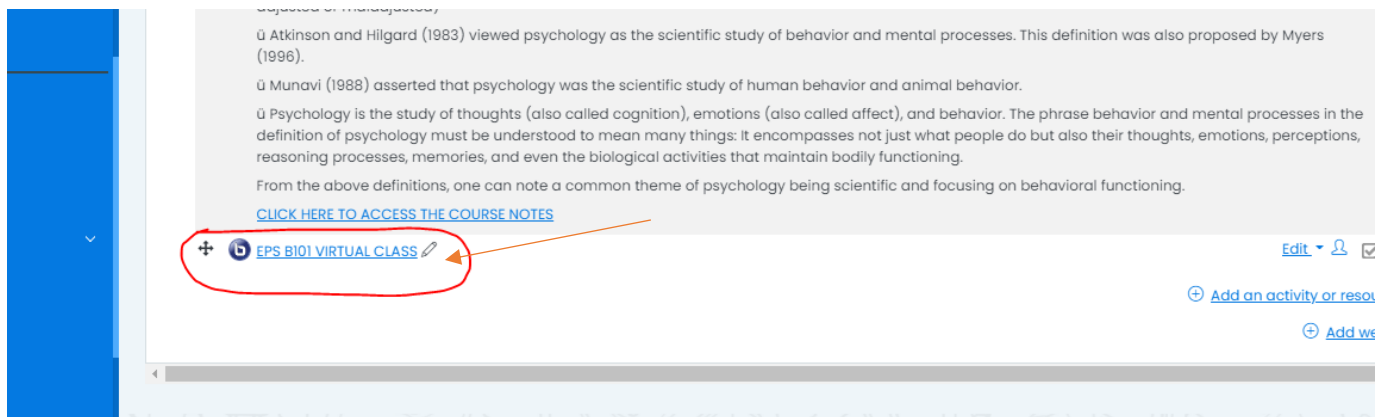 adjusted or maladjusted)
ü Atkinson and Hilgard (1983) viewed psychology as the scientific study of behavior and mental processes. This definition was also proposed by Myers
(1996).
ü Munavi (1988) asserted that psychology was the scientific study of human behavior and animal behavior.
ü Psychology is the study of thoughts (also called cognition), emotions (also called affect), and behavior. The phrase behavior and mental processes in the
definition of psychology must be understood to mean many things: It encompasses not just what people do but also their thoughts, emotions, perceptions,
reasoning processes, memories, and even the biological activities that maintain bodily functioning.
From the above definitions, one can note a common theme of psychology being scientific and focusing on behavioral functioning.
CLICK HERE TO ACCESS THE COURSE NOTES
EPS B101 VIRTUAL CLASS
Edit
Add an activity or resou
Add we